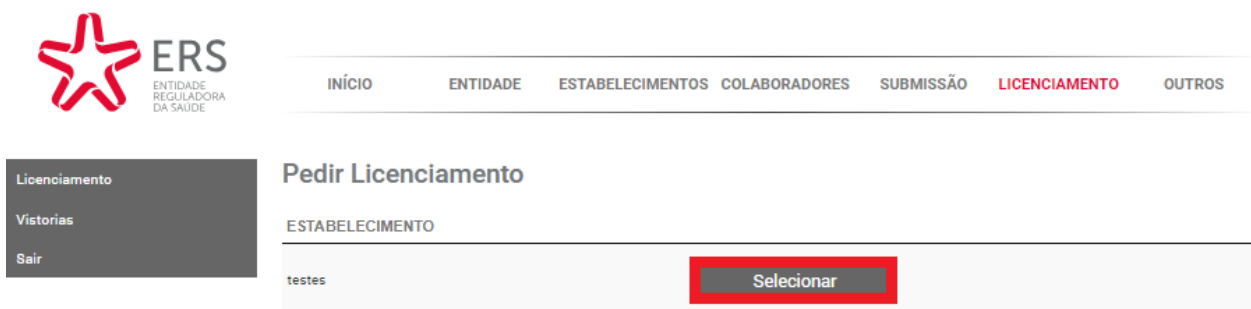 ERS
ENTIDADE
REGULADORA
DA SAÚDE
INÍCIO ENTIDADE ESTABELECIMENTOS COLABORADORES SUBMISSÃO LICENCIAMENTO OUTROS
Licenciamento
Vistorias
Sair
Pedir Licenciamento
ESTABELECIMENTO
testes Selecionar